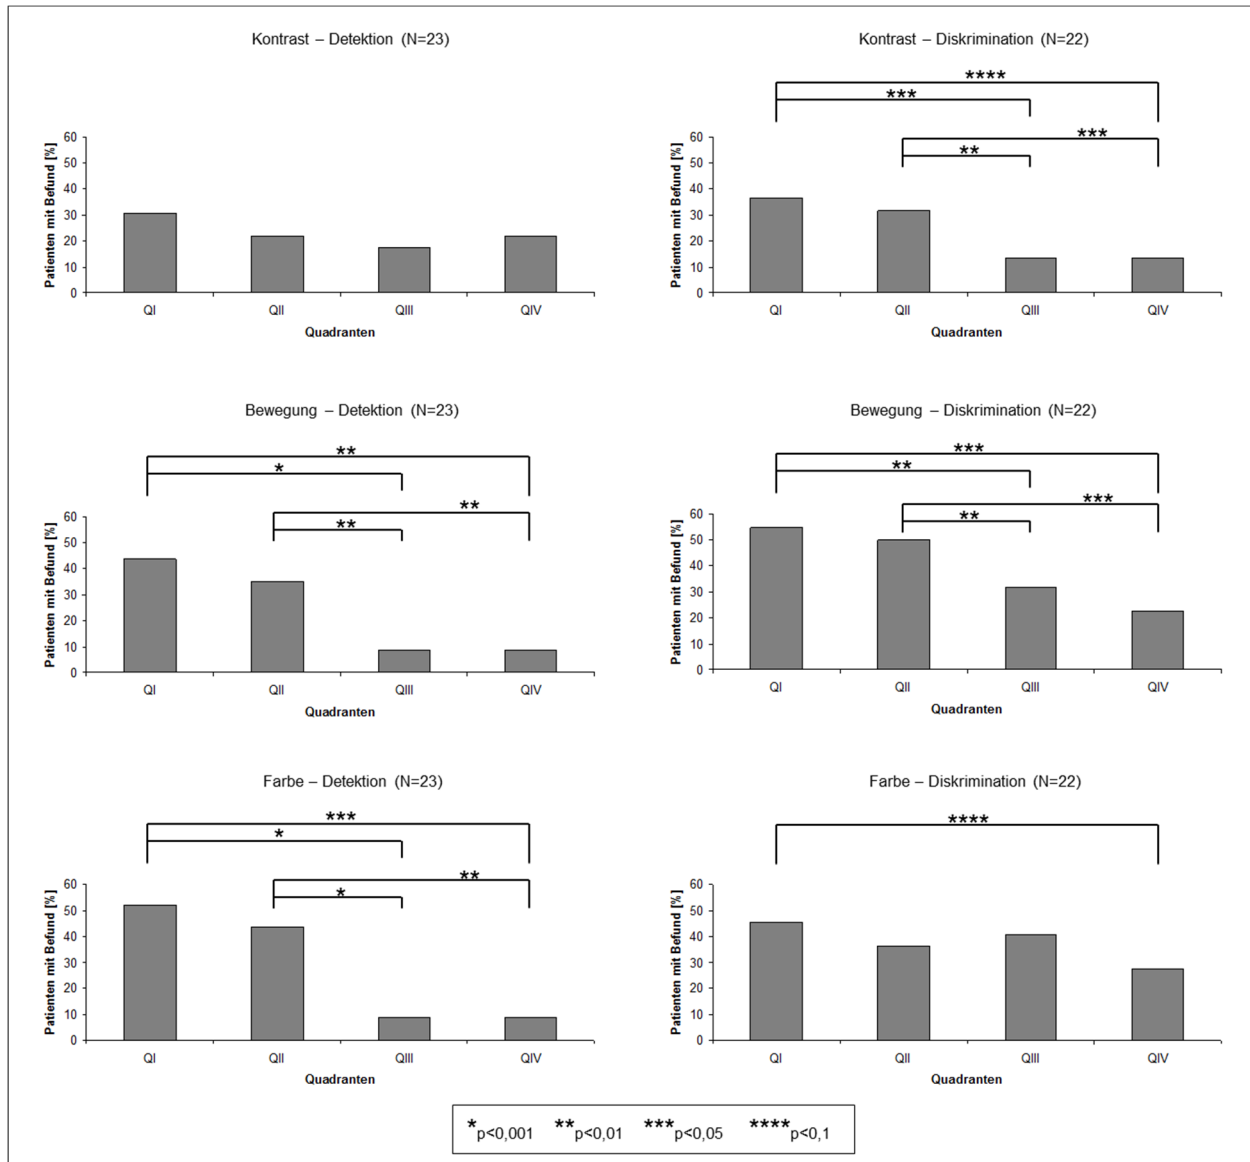 Kontrast – Detektion (N=23)
Patienten mit Befund [%]
60
50
40
30
20
10
0
QI QII QIII QIV
Quadranten
Kontrast – Diskrimination (N=22)
**** 
***
***
**
Patienten mit Befund [%]
60
50
40
30
20
10
0
QI QII QIII QIV
Quadranten
Bewegung – Detektion (N=23)
**
*
**
**
Patienten mit Befund [%]
60
50
40
30
20
10
0
QI QII QIII QIV
Quadranten
Bewegung – Diskrimination (N=22)
***
**
***
**
Patienten mit Befund [%]
60
50
40
30
20
10
0
QI QII QIII QIV
Quadranten
Farbe – Detektion (N=23)
***
*
**
*
Patienten mit Befund [%]
60
50
40
30
20
10
0
QI QII QIII QIV
Quadranten
Farbe – Diskrimination (N=22)
****
Patienten mit Befund [%]
60
50
40
30
20
10
0
QI QII QIII QIV
Quadranten
*p<0,001 **p<0,01 ***p<0,05 ****p<0,1